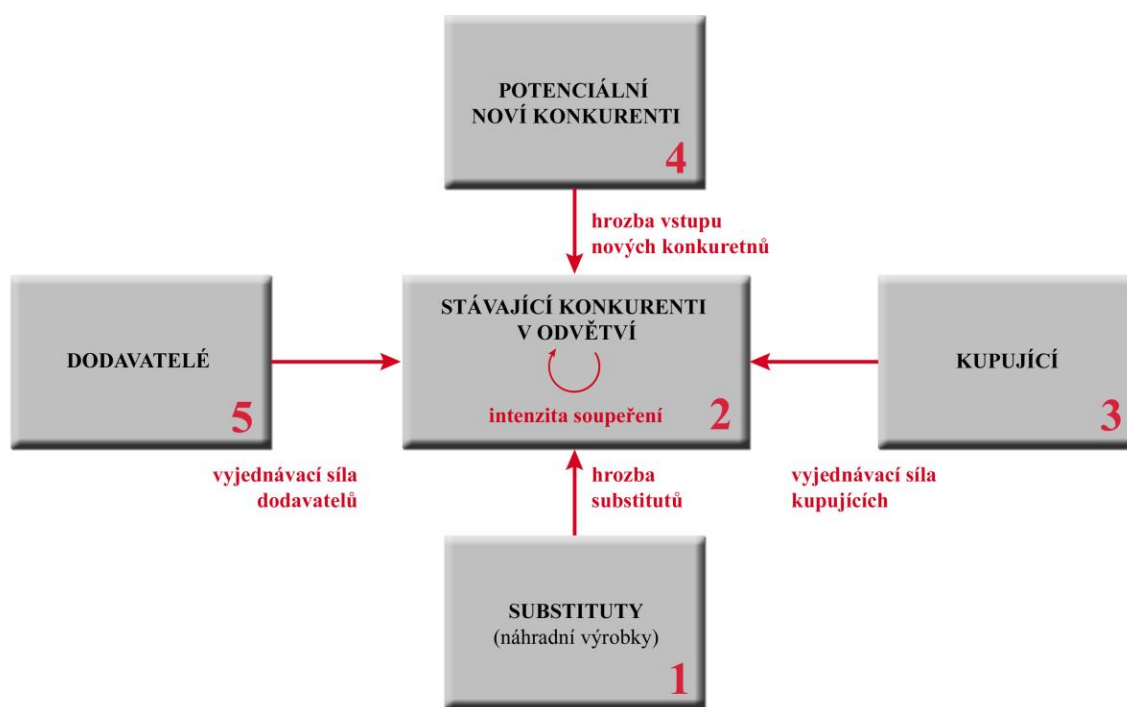 POTENCIÁLNÍ
NOVÍ KONKURENTI
4
hrozba vstupu
nových konkuretnů
DODAVATELÉ
5
STÁVAJÍCÍ KONKURENTI
V ODVĚTVÍ
intenzita soupeření
2
KUPUJÍCÍ
3
vyjednávací síla
dodavatelů
hrozba
substitutů
vyjednávací síla
kupujících
SUBSTITUTY
(náhradní výrobky)
1